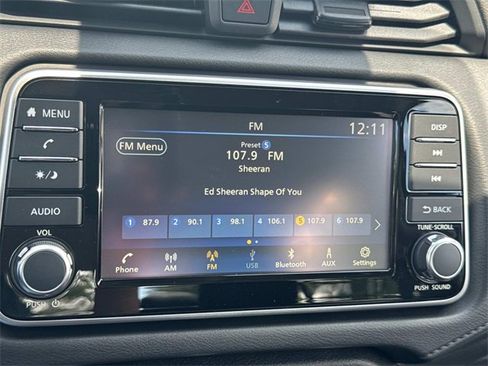 FM
12:11
MENU
FM Menu
Preset 5
107.9 FM
Sheeran
Ed Sheeran Shape Of You
1 87.9 2 90.1 3 98.1 4 106.1 5 107.9 6 107.9
Phone AM FM USB Bluetooth AUX Settings
AUDIO
VOL
PUSH
DISP
BACK
TUNE·SCROLL
PUSH SOUND